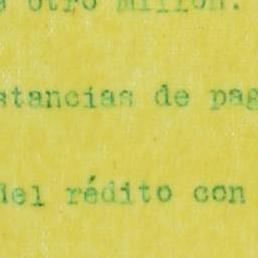 otro millón.
stancias de pag
del rédito con